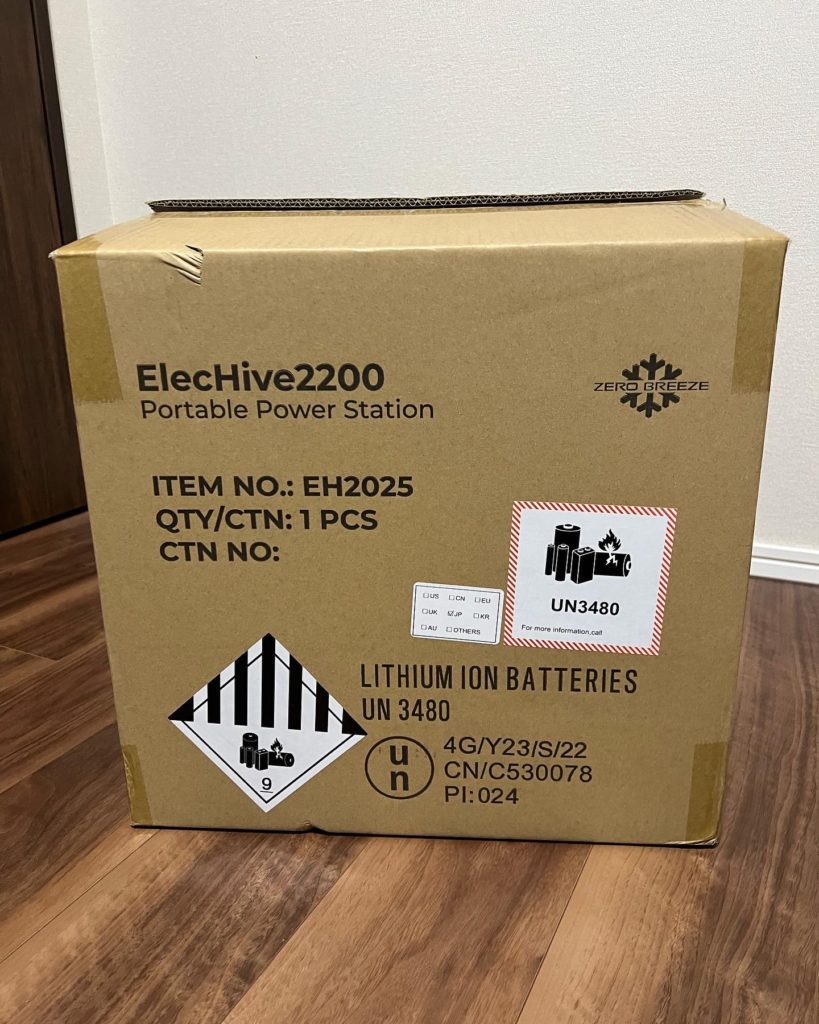 ElecHive2200
Portable Power Station
ZERO BREEZE
ITEM NO.: EH2025
QTY/CTN: 1 PCS
CTN NO:
☐US ☐CN ☐EU
☐UK ☑JP ☐KR
☐AU ☐OTHERS
UN3480
For more information,call
LITHIUM ION BATTERIES
UN 3480
9
un
4G/Y23/S/22
CN/C530078
PI:024